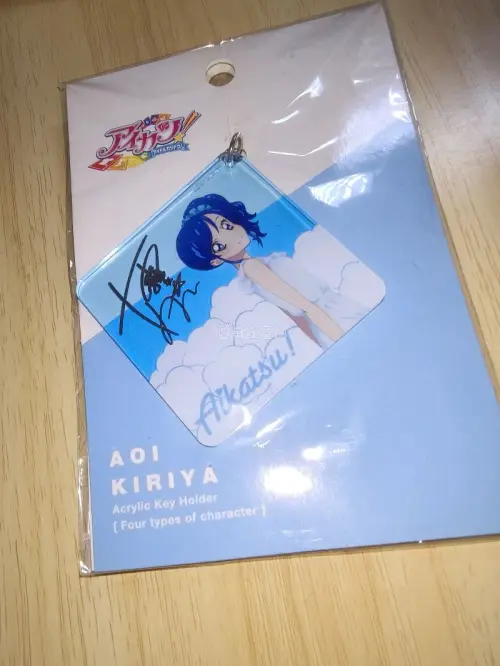 アイカツ!
Aikatsu!
AOI
KIRIYA
Acrylic Key Holder
[ Four types of character ]